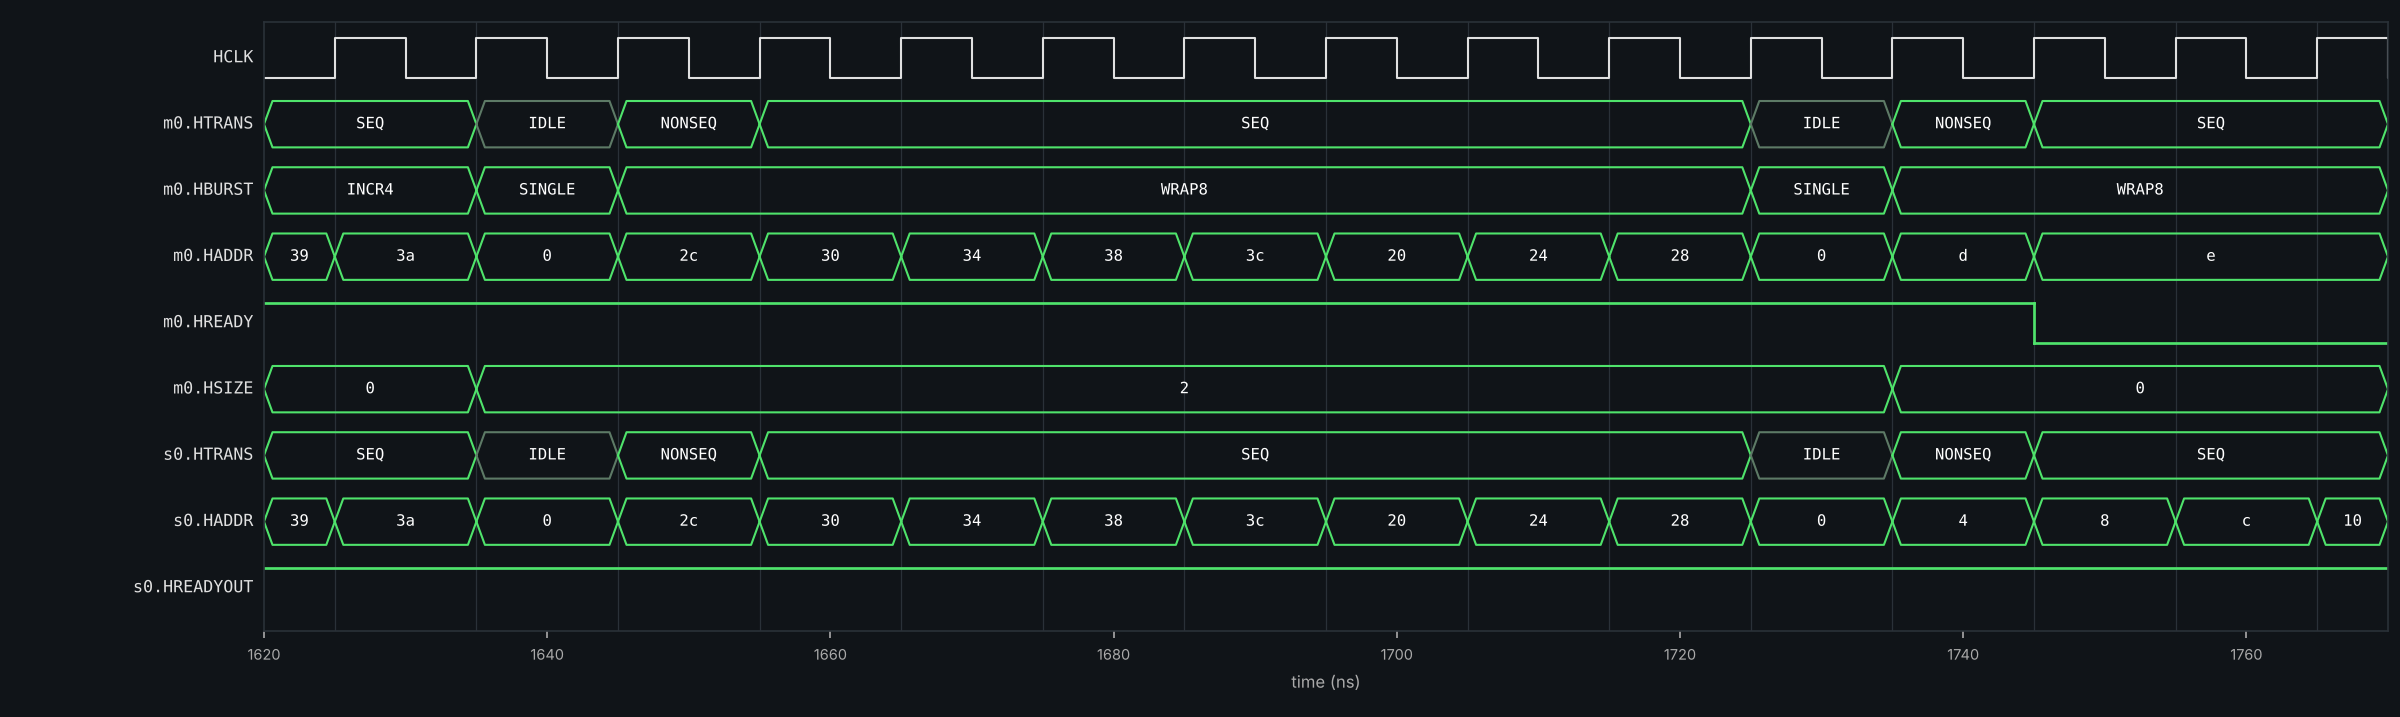 HCLK
m0.HTRANS SEQ IDLE NONSEQ SEQ IDLE NONSEQ SEQ
m0.HBURST INCR4 SINGLE WRAP8 SINGLE WRAP8
m0.HADDR 39 3a 0 2c 30 34 38 3c 20 24 28 0 d e
m0.HREADY
m0.HSIZE 0 2 0
s0.HTRANS SEQ IDLE NONSEQ SEQ IDLE NONSEQ SEQ
s0.HADDR 39 3a 0 2c 30 34 38 3c 20 24 28 0 4 8 c 10
s0.HREADYOUT
1620 1640 1660 1680 1700 1720 1740 1760
time (ns)